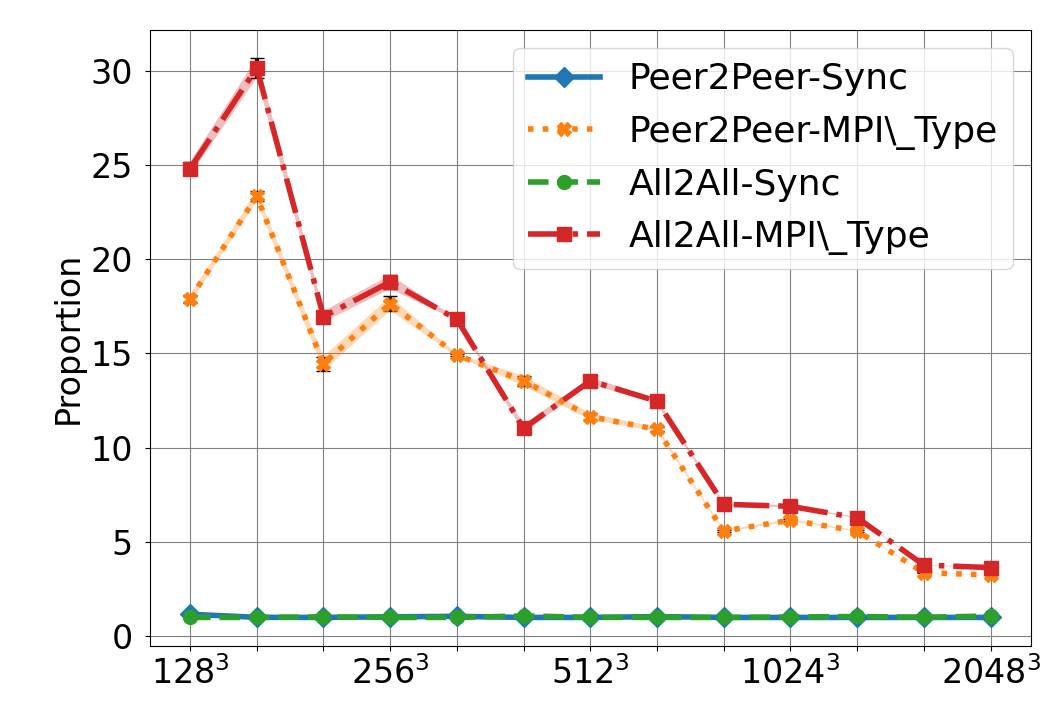 Proportion
30
25
20
15
10
5
0
Peer2Peer-Sync
Peer2Peer-MPI\_Type
All2All-Sync
All2All-MPI\_Type
128³ 256³ 512³ 1024³ 2048³